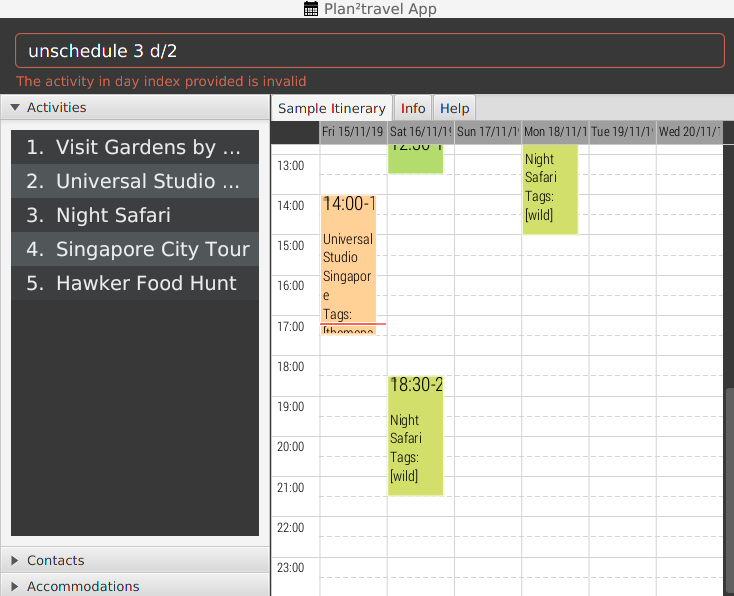 Plan²travel App
unschedule 3 d/2
The activity in day index provided is invalid
Activities
1. Visit Gardens by ...
2. Universal Studio ...
3. Night Safari
4. Singapore City Tour
5. Hawker Food Hunt
Contacts
Accommodations
Sample Itinerary Info Help
Fri 15/11/19 Sat 16/11/19 Sun 17/11/1 Mon 18/11/1 Tue 19/11/1 Wed 20/11/1
13:00
14:00
15:00
16:00
17:00
18:00
19:00
20:00
21:00
22:00
23:00
14:00-1
Universal
Studio
Singapor
e
Tags:
12:30-1
18:30-2
Night
Safari
Tags:
[wild]
Night
Safari
Tags:
[wild]